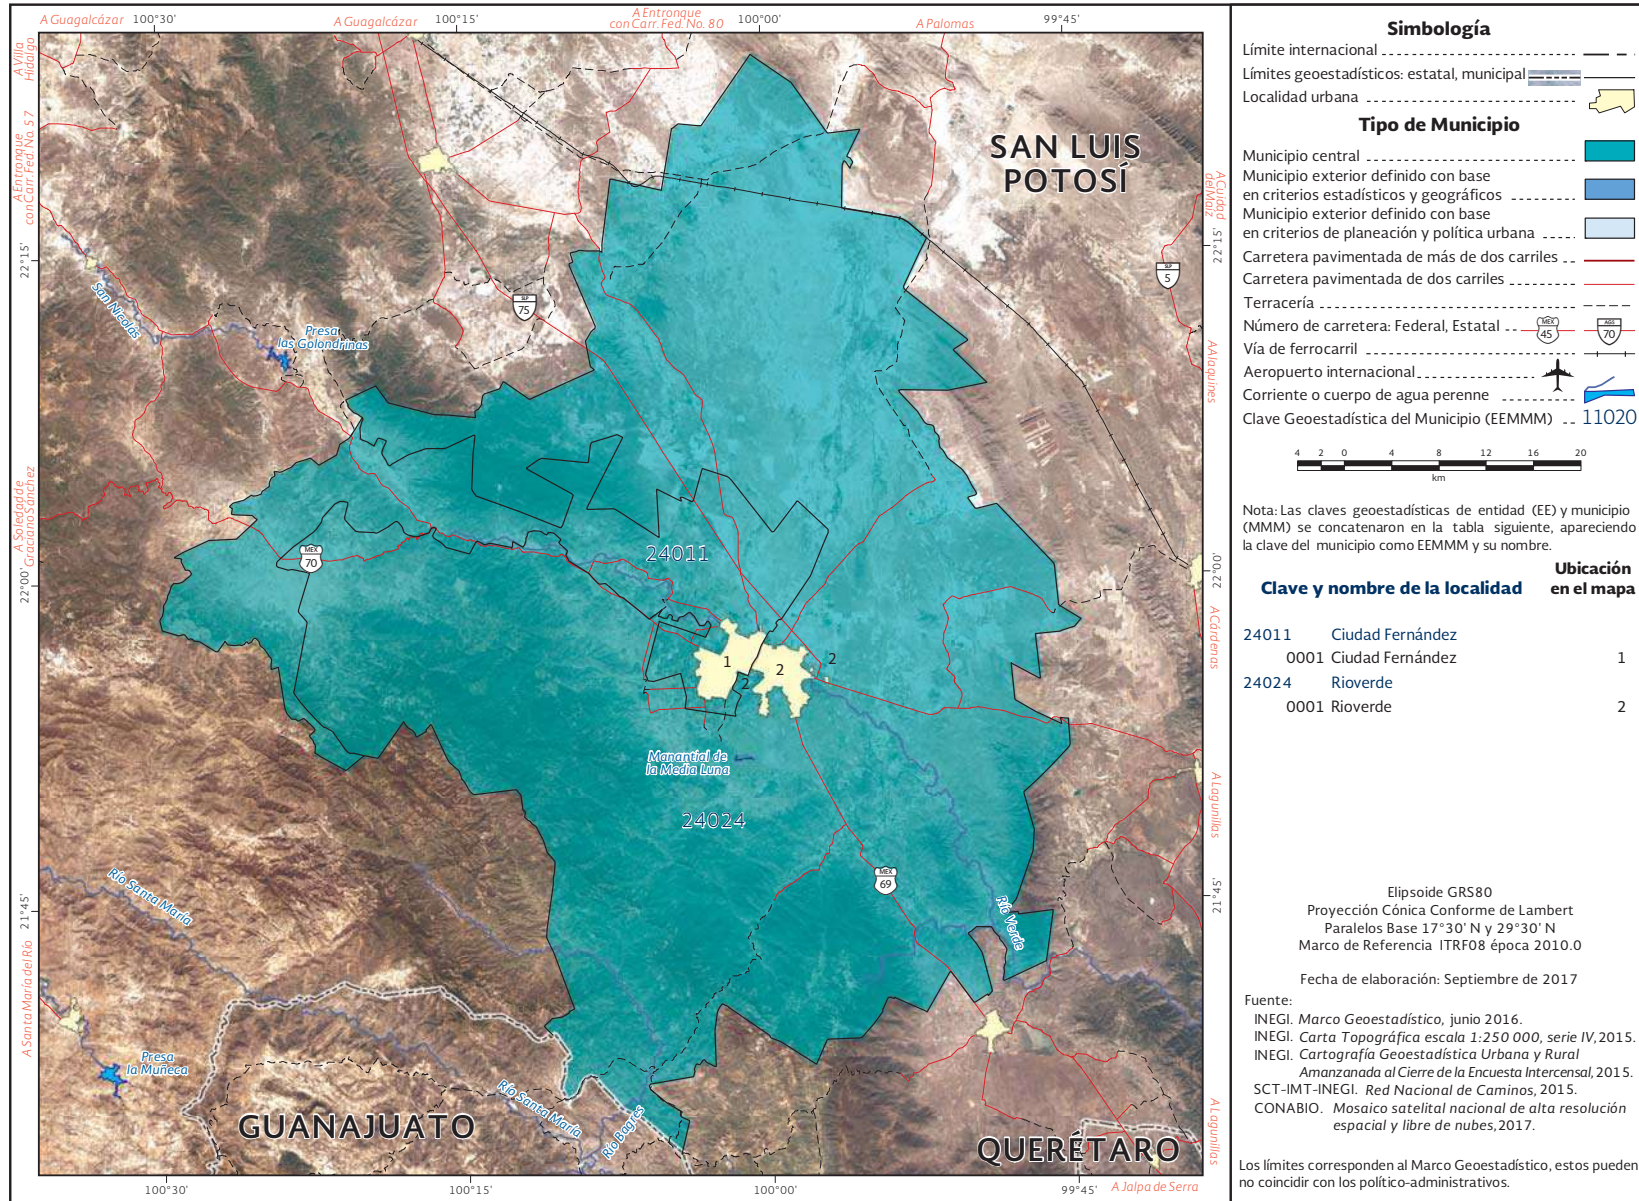 A Guagalcázar
100°30'
A Guagalcázar
100°15'
A Entronque
con Carr. Fed. No. 80
100°00'
A Palomas
99°45'
A Villa
Hidalgo
A Entronque
con Carr. Fed. No. 57
22°15'
A Soledad de
Graciano Sánchez
22°00'
21°45'
A Santa María del Río
SAN LUIS
POTOSÍ
A Ciudad
del Maíz
22°15'
SLP
5
SLP
75
San Nicolás
Presa
las Golondrinas
A Alaquines
MEX
70
24011
22°00'
A Cárdenas
1
2
2
2
Manantial de
la Media Luna
24024
A Lagunillas
MEX
69
Río Verde
21°45'
Río Santa María
Presa
la Muñeca
Río Santa María
Río Bagres
GUANAJUATO
QUERÉTARO
A Lagunillas
100°30'
100°15'
100°00'
99°45'
A Jalpa de Serra
Simbología
Límite internacional
Límites geoestadísticos: estatal, municipal
Localidad urbana
Tipo de Municipio
Municipio central
Municipio exterior definido con base
en criterios estadísticos y geográficos
Municipio exterior definido con base
en criterios de planeación y política urbana
Carretera pavimentada de más de dos carriles
Carretera pavimentada de dos carriles
Terracería
Número de carretera: Federal, Estatal
MEX
45
AGS
70
Vía de ferrocarril
Aeropuerto internacional
Corriente o cuerpo de agua perenne
Clave Geoestadística del Municipio (EEMMM) 11020
4 2 0 4 8 12 16 20
km
Nota: Las claves geoestadísticas de entidad (EE) y municipio
(MMM) se concatenaron en la tabla siguiente, apareciendo
la clave del municipio como EEMMM y su nombre.
Clave y nombre de la localidad
Ubicación
en el mapa
24011 Ciudad Fernández
0001 Ciudad Fernández 1
24024 Rioverde
0001 Rioverde 2
Elipsoide GRS80
Proyección Cónica Conforme de Lambert
Paralelos Base 17°30' N y 29°30' N
Marco de Referencia ITRF08 época 2010.0
Fecha de elaboración: Septiembre de 2017
Fuente:
INEGI. Marco Geoestadístico, junio 2016.
INEGI. Carta Topográfica escala 1:250 000, serie IV, 2015.
INEGI. Cartografía Geoestadística Urbana y Rural
Amanzanada al Cierre de la Encuesta Intercensal, 2015.
SCT-IMT-INEGI. Red Nacional de Caminos, 2015.
CONABIO. Mosaico satelital nacional de alta resolución
espacial y libre de nubes, 2017.
Los límites corresponden al Marco Geoestadístico, estos pueden
no coincidir con los político-administrativos.